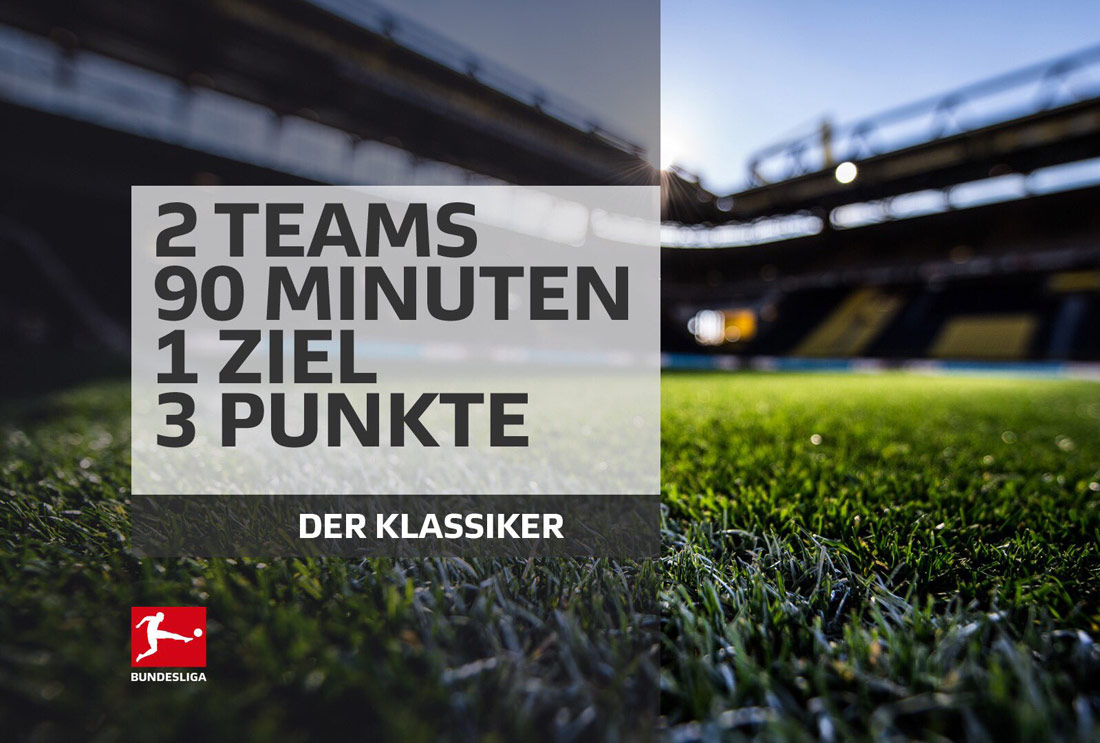 2 TEAMS
90 MINUTEN
1 ZIEL
3 PUNKTE
DER KLASSIKER
BUNDESLIGA